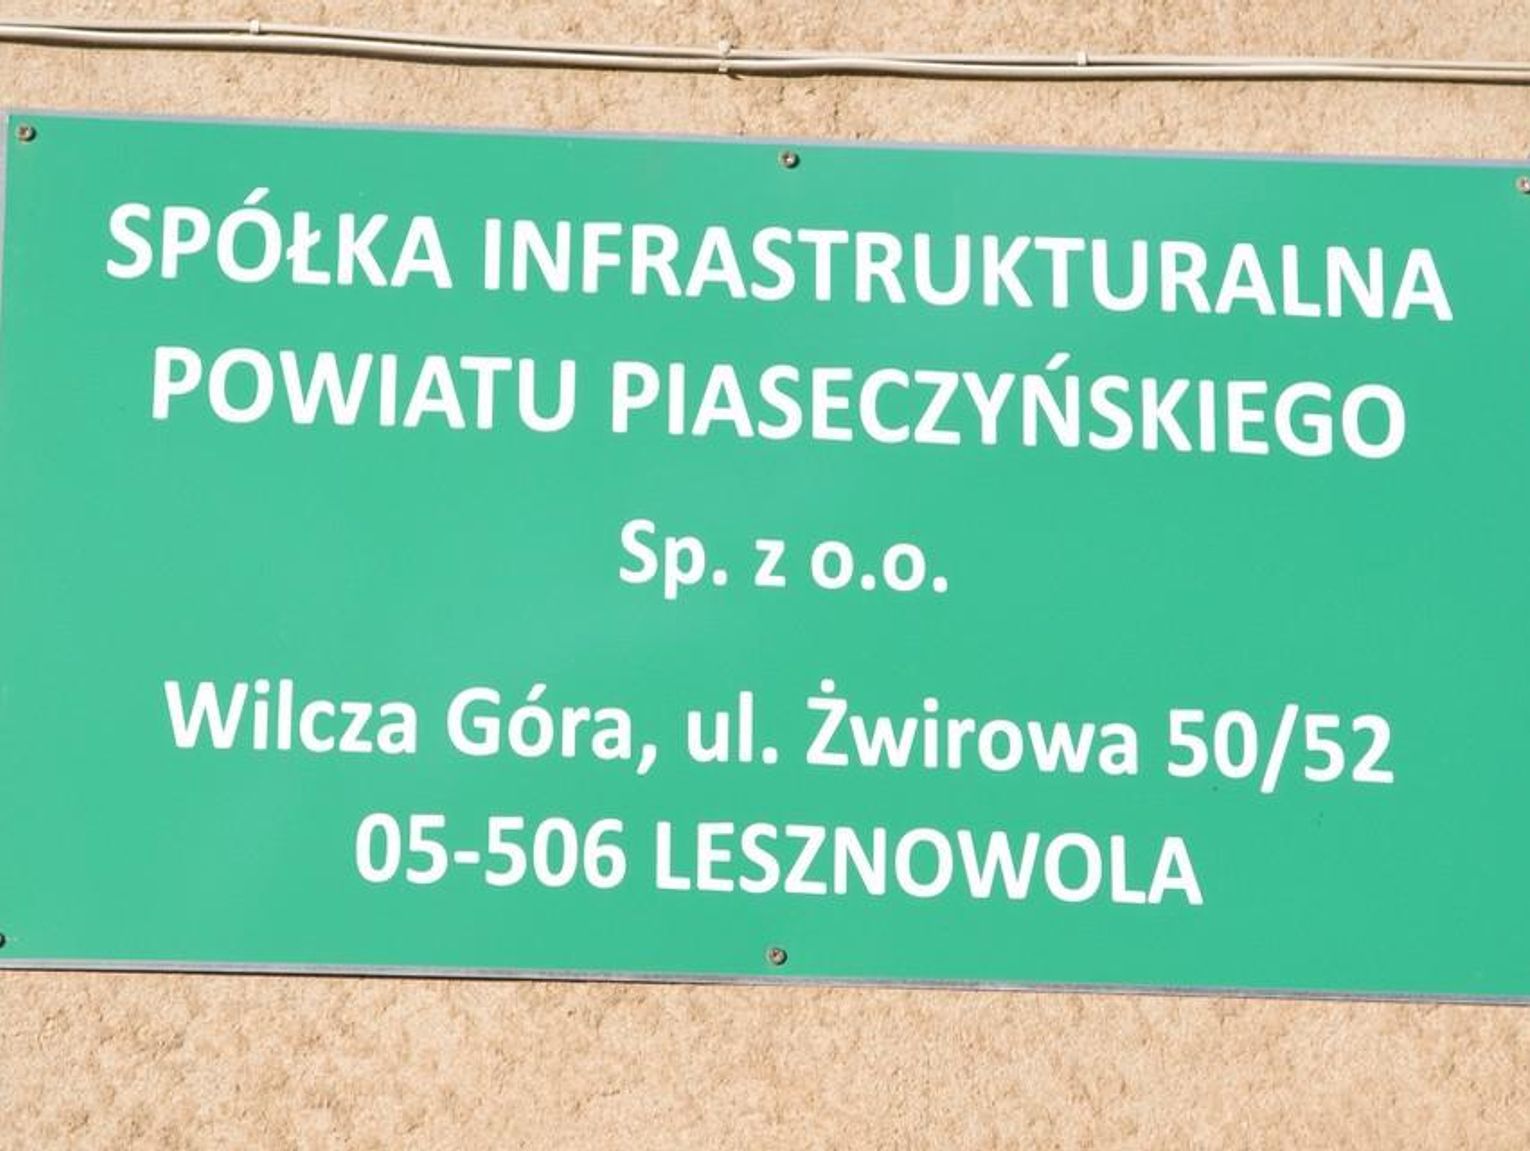 SPÓŁKA INFRASTRUKTURALNA
POWIATU PIASECZYŃSKIEGO
Sp. z o.o.
Wilcza Góra, ul. Żwirowa 50/52
05-506 LESZNOWOLA